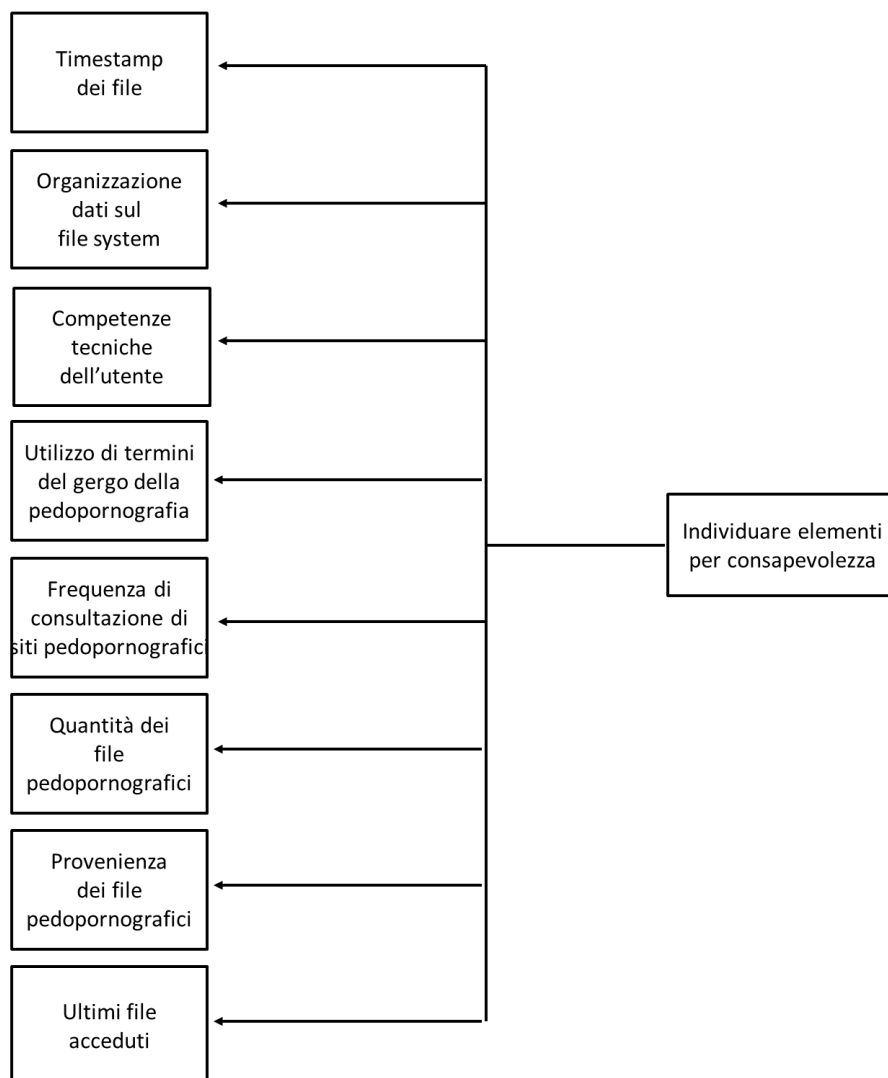 Timestamp
dei file
Organizzazione
dati sul
file system
Competenze
tecniche
dell’utente
Utilizzo di termini
del gergo della
pedopornografia
Frequenza di
consultazione di
siti pedopornografici
Quantità dei
file
pedopornografici
Provenienza
dei file
pedopornografici
Ultimi file
acceduti
Individuare elementi
per consapevolezza